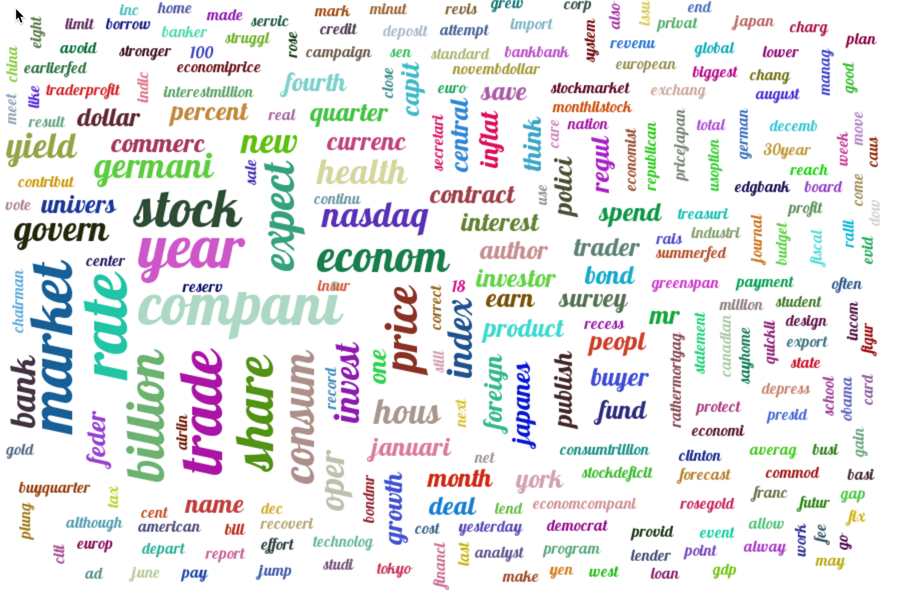 inc
home
made
servic
mark
minut
revis
grew
corp
also
issu
end
japan
charg
plan
eight
limit
borrow
banker
struggl
rose
credit
deposit
attempt
import
system
privat
revenu
global
lower
manag
good
china
avoid
stronger
100
campaign
sen
standard
bankbank
european
biggest
chang
earlierfed
economiprice
fourth
close
capit
novembdollar
meet
like
traderprofit
indic
interestmillion
euro
save
stockmarket
exchang
august
result
dollar
percent
real
quarter
monthlistock
yield
commerc
new
currenc
secretari
central
inflat
think
care
nation
regul
economist
republican
pricejapan
total
usoption
german
decemb
30year
week
move
caus
germani
sale
expect
health
polici
reach
contribut
continu
contract
use
edgbank
board
come
vote
univers
stock
nasdaq
interest
spend
treasuri
profit
dow
govern
year
econom
author
trader
rais
industri
summerfed
journal
budget
fiscal
ralli
evid
center
investor
bond
greenspan
payment
often
chairman
market
rate
reserv
insur
compani
price
correct
18
index
earn
survey
million
student
product
recess
mr
peopl
rathermortgag
statement
canadian
sayhome
quickli
design
export
state
incom
figur
bank
billion
trade
share
consum
record
invest
one
still
foreign
japanes
publish
buyer
fund
depress
school
obama
card
feder
airlin
hous
next
protect
presid
economi
gold
januari
net
consumtrillion
clinton
averag
busi
gain
oper
month
york
stockdeficit
forecast
commod
basi
buyquarter
tax
name
bondmr
growth
deal
lend
economcompani
rosegold
franc
futur
gap
plung
although
cent
dec
american
bill
recoveri
cost
yesterday
democrat
provid
event
allow
work
fee
go
fix
citi
europ
depart
report
effort
technolog
financi
last
analyst
program
lender
point
alway
may
ad
june
pay
jump
studi
tokyo
make
yen
west
loan
gdp